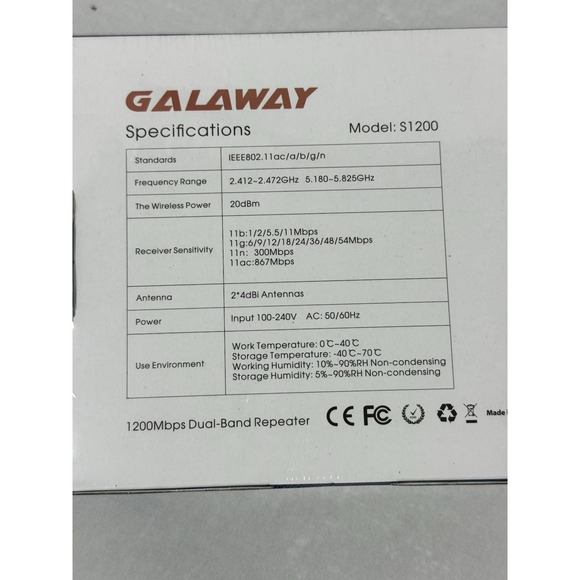 GALAWAY
Specifications
Model: S1200
Standards
IEEE802.11ac/a/b/g/n
Frequency Range
2.412~2.472GHz 5.180~5.825GHz
The Wireless Power
20dBm
Receiver Sensitivity
11b:1/2/5.5/11Mbps
11g:6/9/12/18/24/36/48/54Mbps
11n: 300Mbps
11ac:867Mbps
Antenna
2*4dBi Antennas
Power
Input 100-240V AC: 50/60Hz
Use Environment
Work Temperature: 0℃~40℃
Storage Temperature: -40℃~70℃
Working Humidity: 10%~90%RH Non-condensing
Storage Humidity: 5%~90%RH Non-condensing
1200Mbps Dual-Band Repeater
CE FC
Made